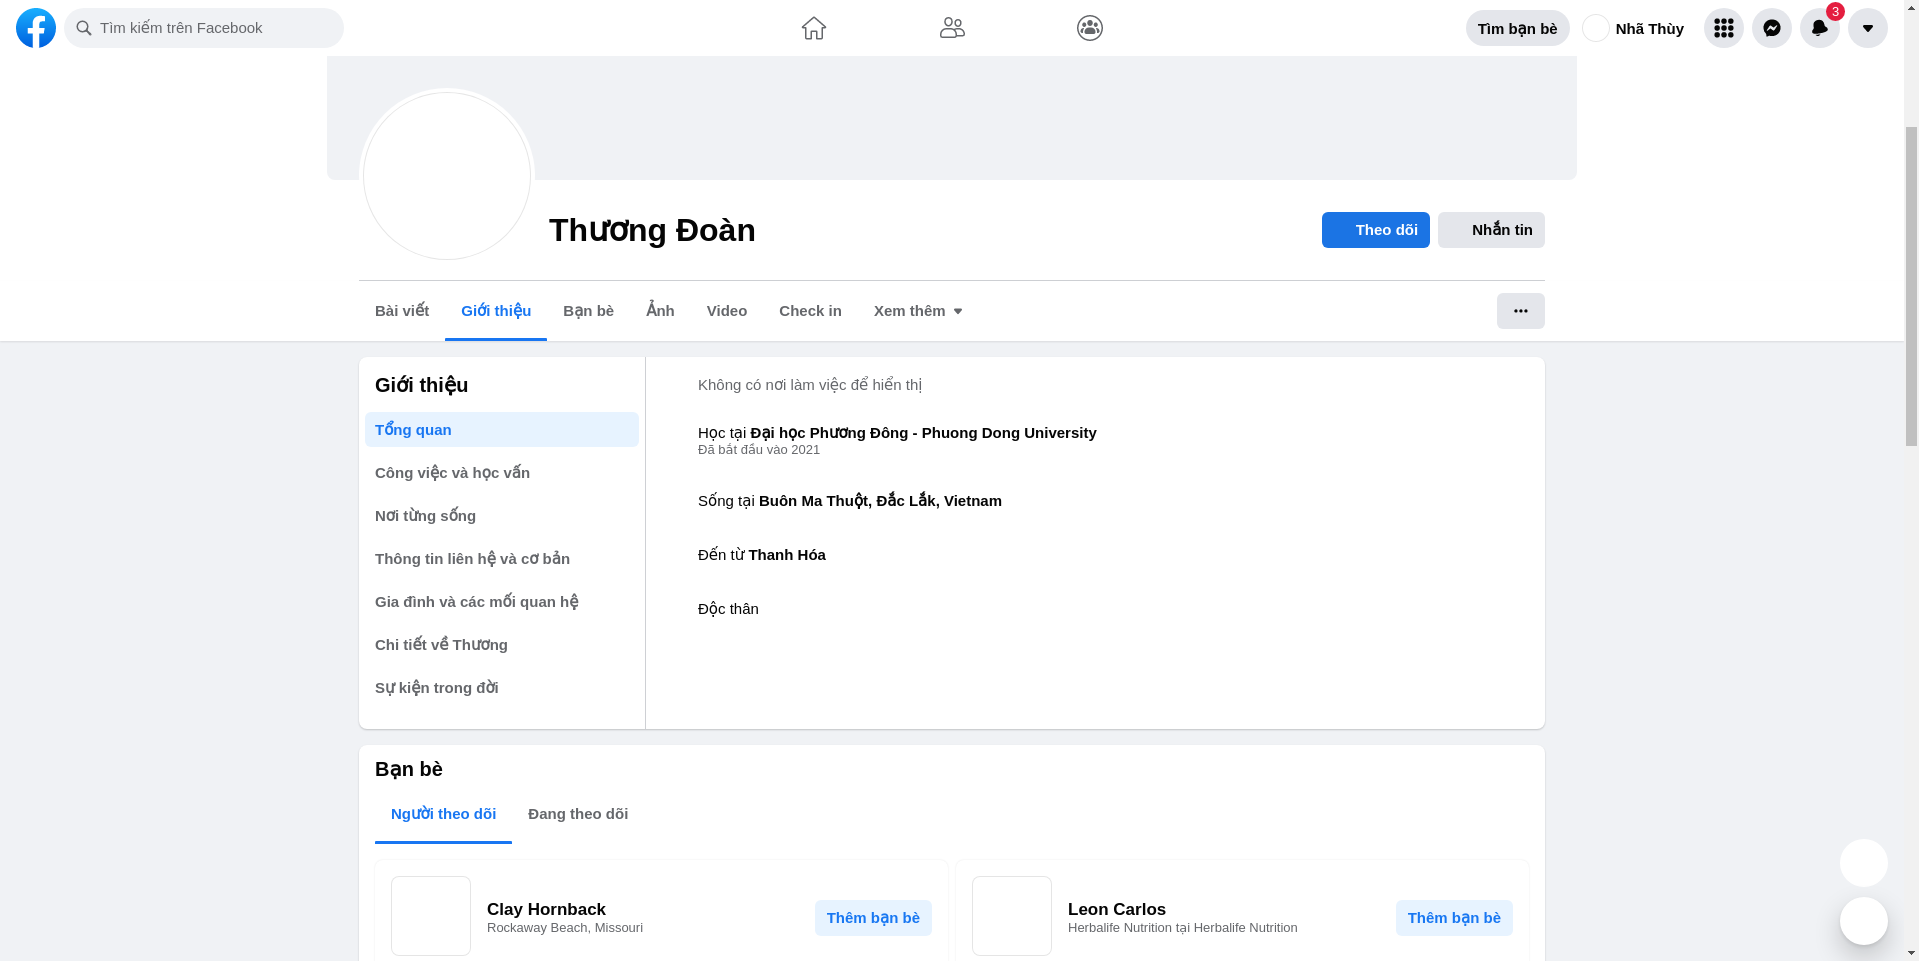 Tìm kiếm trên Facebook
Tìm bạn bè
Nhã Thùy
3
Thương Đoàn
Theo dõi
Nhắn tin
Bài viết
Giới thiệu
Bạn bè
Ảnh
Video
Check in
Xem thêm
Giới thiệu
Tổng quan
Công việc và học vấn
Nơi từng sống
Thông tin liên hệ và cơ bản
Gia đình và các mối quan hệ
Chi tiết về Thương
Sự kiện trong đời
Không có nơi làm việc để hiển thị
Học tại Đại học Phương Đông - Phuong Dong University
Đã bắt đầu vào 2021
Sống tại Buôn Ma Thuột, Đắc Lắk, Vietnam
Đến từ Thanh Hóa
Độc thân
Bạn bè
Người theo dõi
Đang theo dõi
Clay Hornback
Rockaway Beach, Missouri
Thêm bạn bè
Leon Carlos
Herbalife Nutrition tại Herbalife Nutrition
Thêm bạn bè